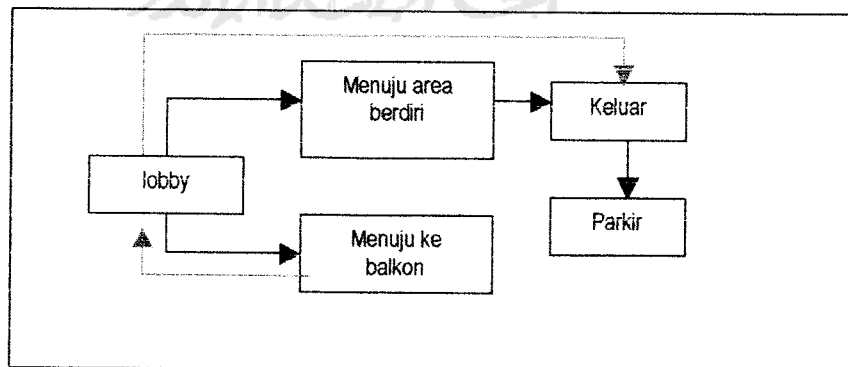 Menuju area
berdiri
Keluar
lobby
Menuju ke
balkon
Parkir